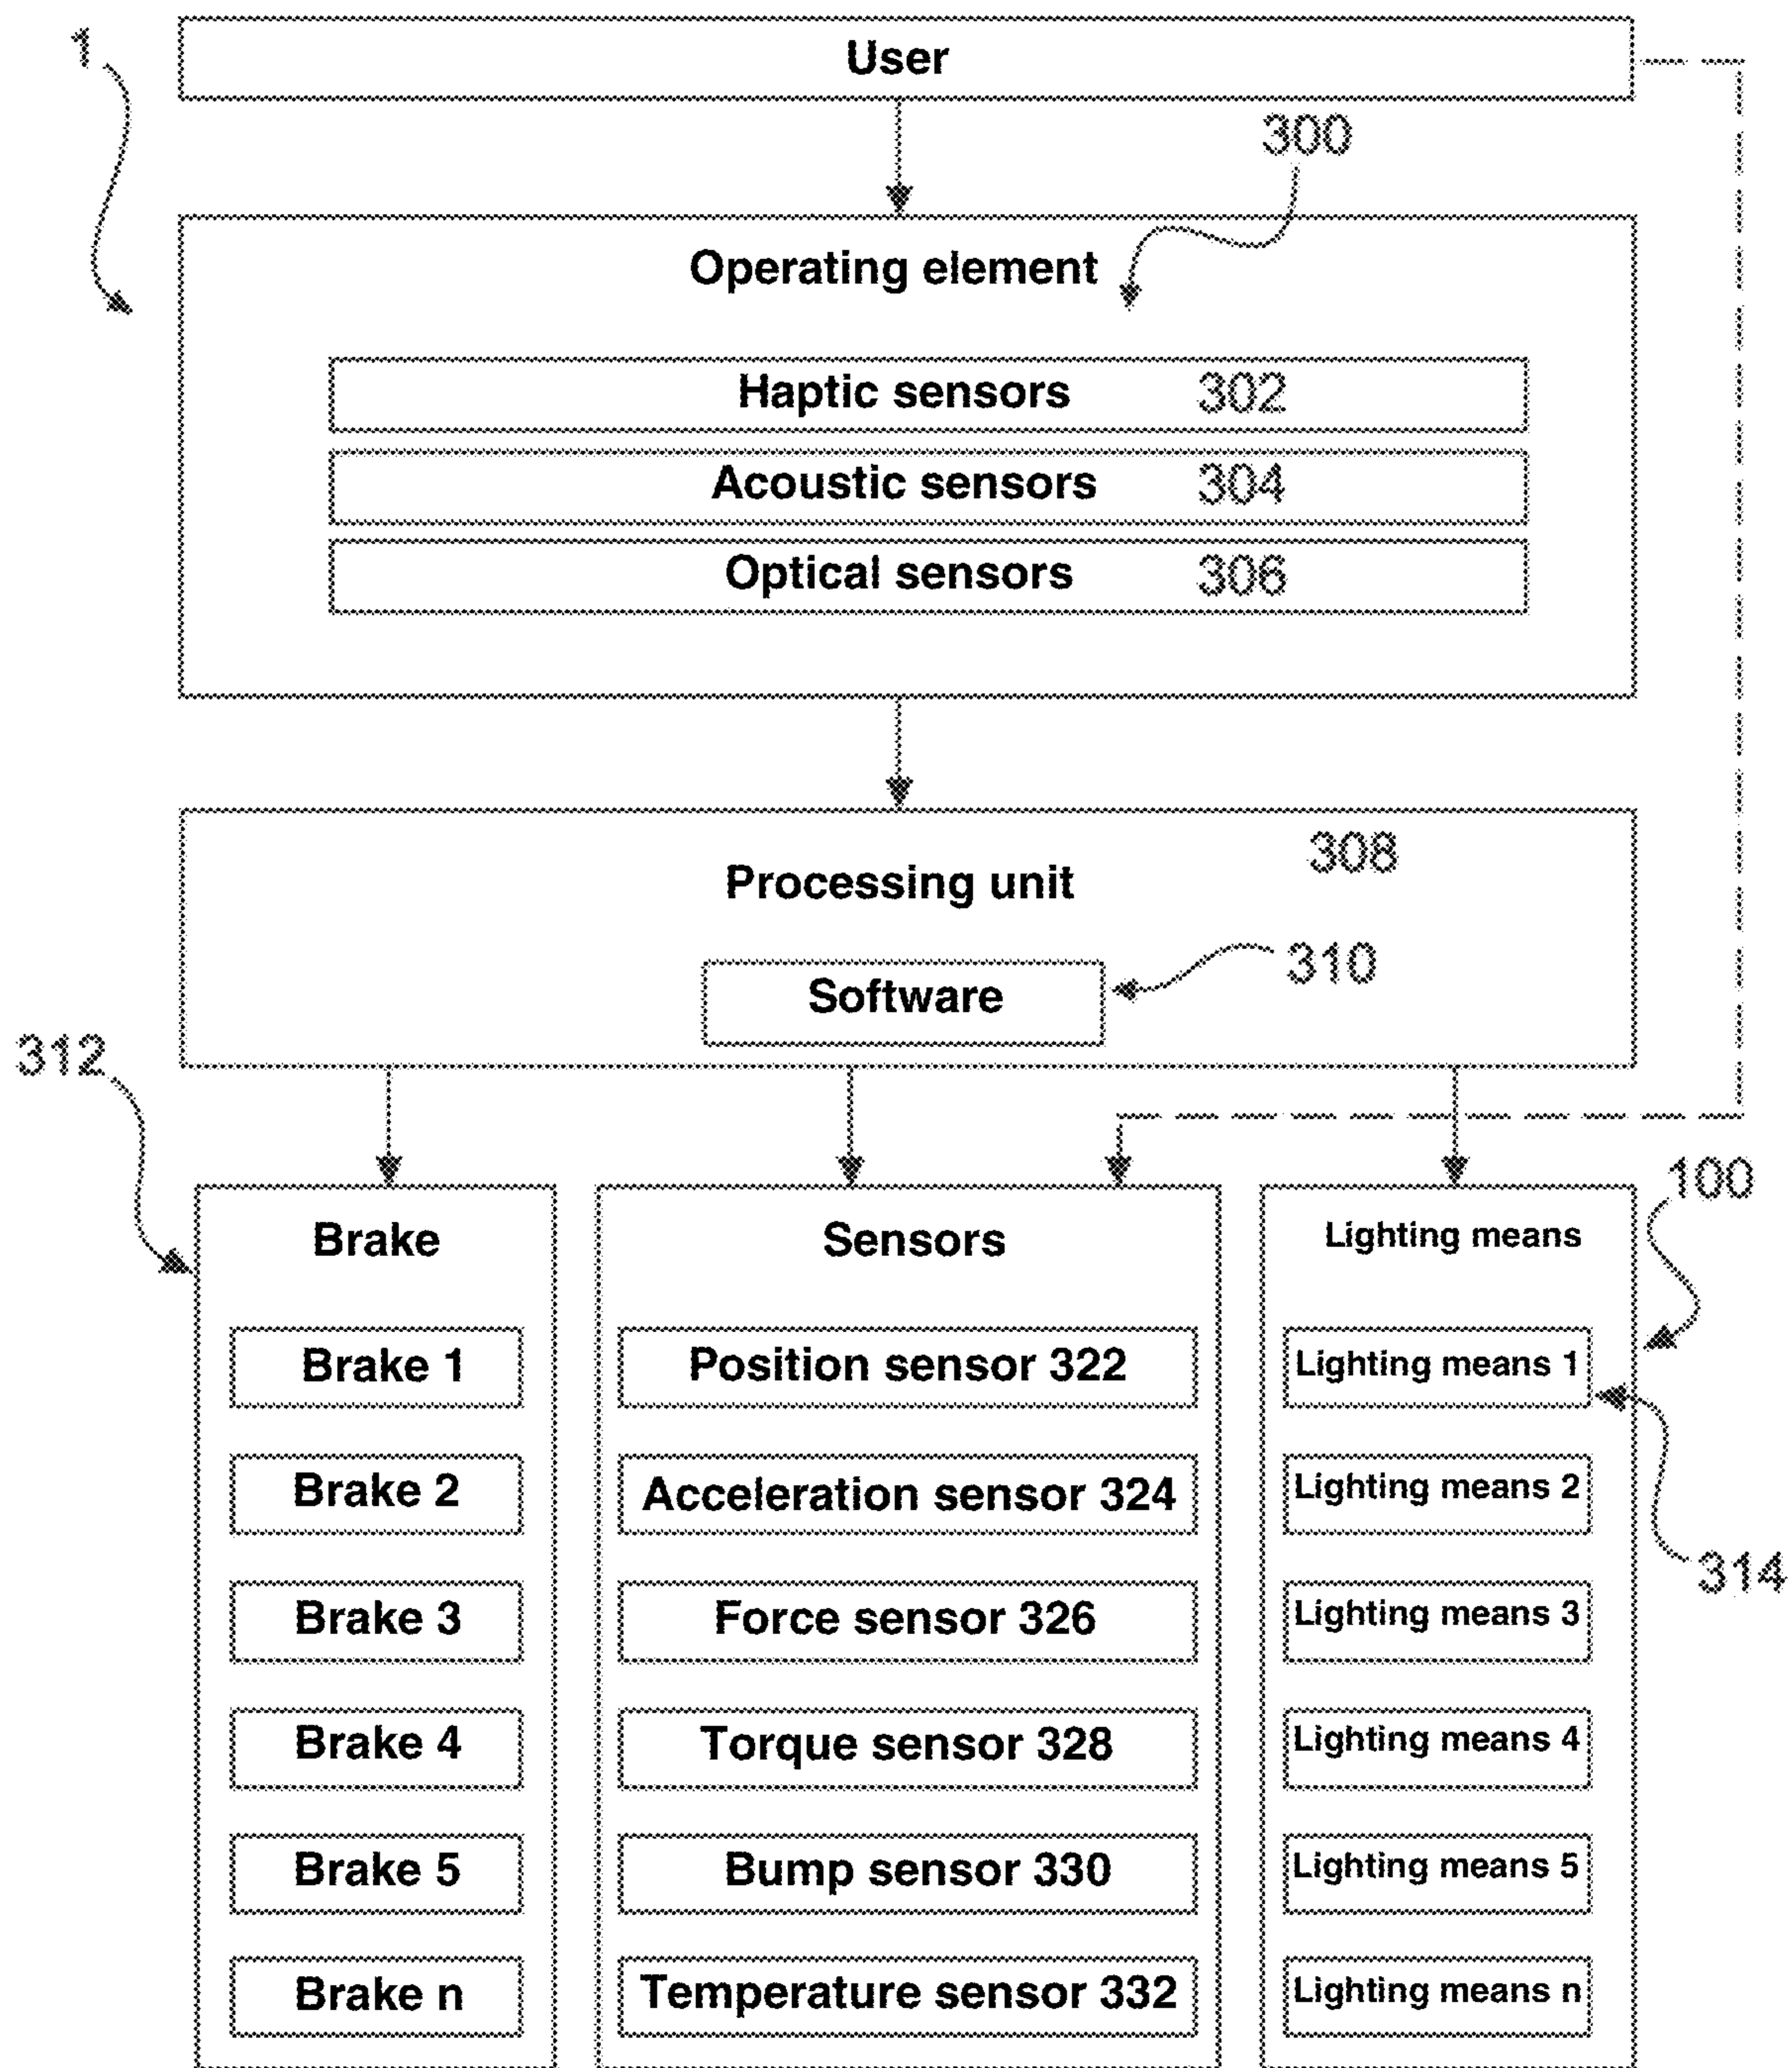 1
User
300
Operating element
Haptic sensors 302
Acoustic sensors 304
Optical sensors 306
308
Processing unit
310
Software
312
100
Brake
Brake 1
Brake 2
Brake 3
Brake 4
Brake 5
Brake n
Sensors
Position sensor 322
Acceleration sensor 324
Force sensor 326
Torque sensor 328
Bump sensor 330
Temperature sensor 332
Lighting means
Lighting means 1
Lighting means 2
314
Lighting means 3
Lighting means 4
Lighting means 5
Lighting means n